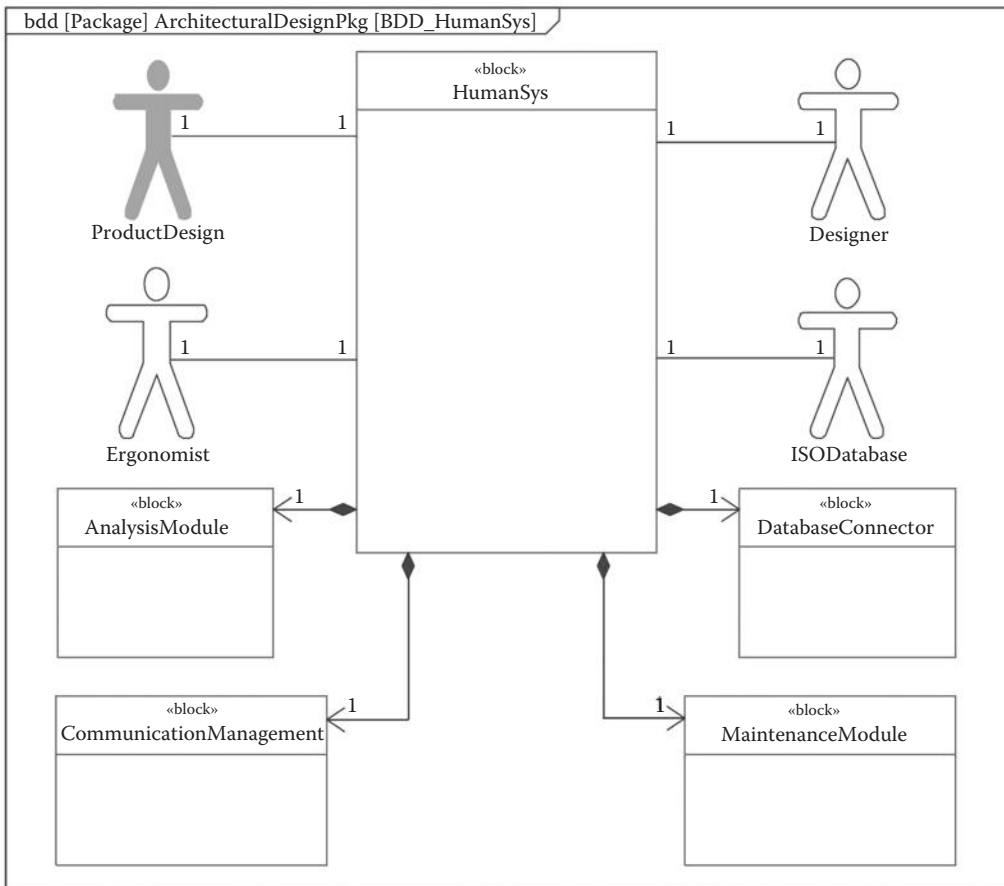 bdd [Package] ArchitecturalDesignPkg [BDD_HumanSys]
«block»
HumanSys
1 1
1 1
ProductDesign
Designer
1 1
1 1
Ergonomist
ISODatabase
«block»
AnalysisModule
1
1
«block»
DatabaseConnector
«block»
CommunicationManagement
1
1
«block»
MaintenanceModule